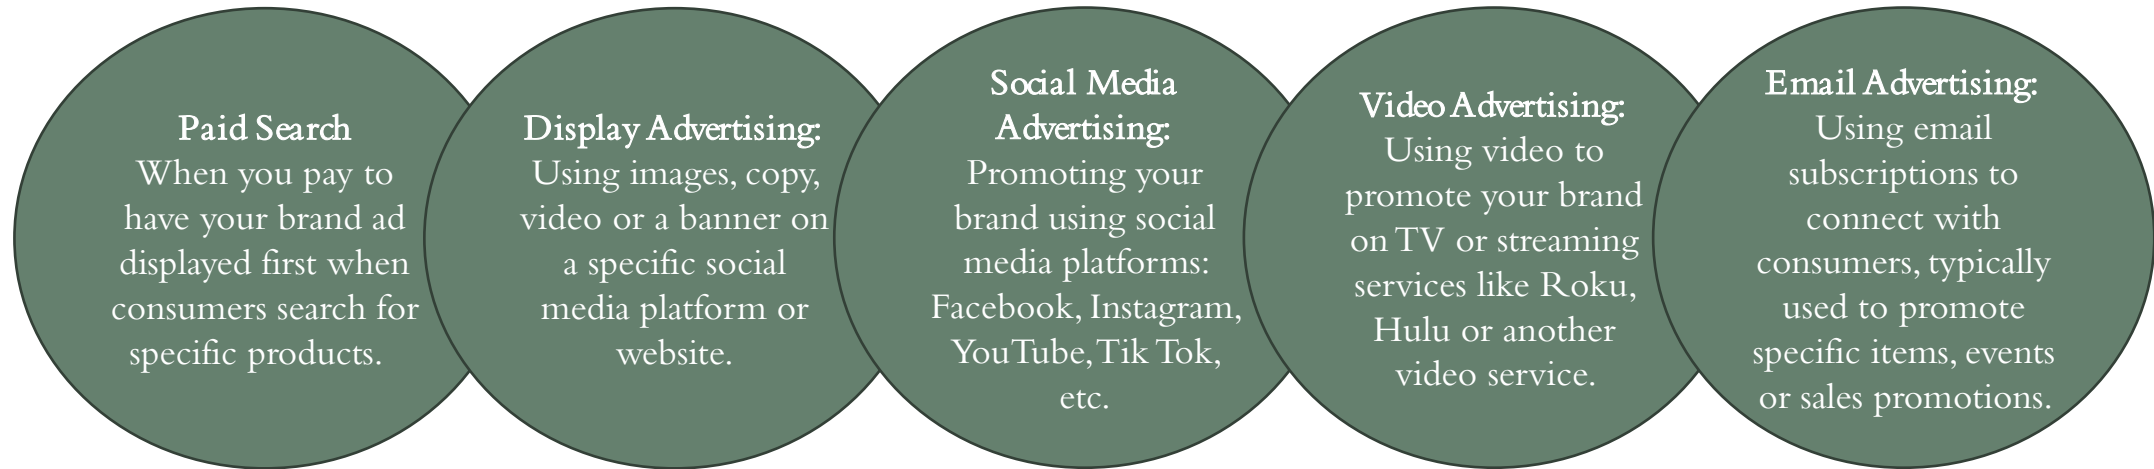 Paid Search
When you pay to
have your brand ad
displayed first when
consumers search for
specific products.
Display Advertising:
Using images, copy,
video or a banner on
a specific social
media platform or
website.
Social Media
Advertising:
Promoting your
brand using social
media platforms:
Facebook, Instagram,
YouTube, Tik Tok,
etc.
Video Advertising:
Using video to
promote your brand
on TV or streaming
services like Roku,
Hulu or another
video service.
Email Advertising:
Using email
subscriptions to
connect with
consumers, typically
used to promote
specific items, events
or sales promotions.